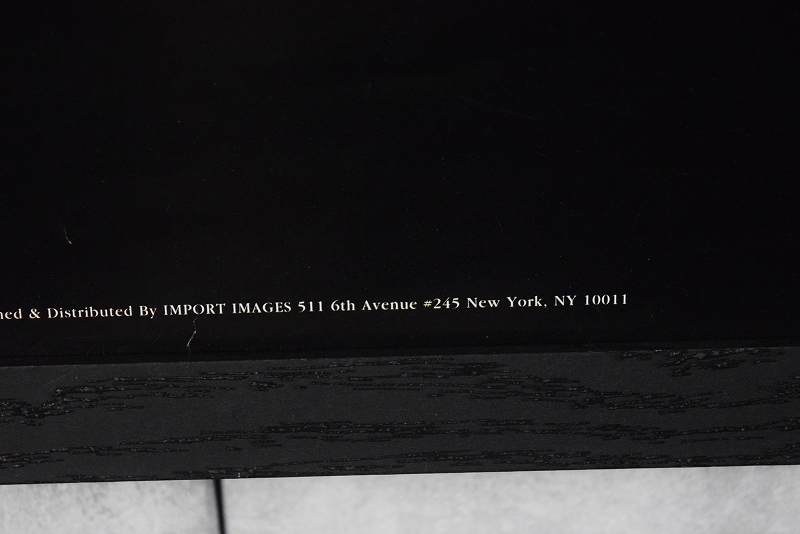 ned & Distributed By IMPORT IMAGES 511 6th Avenue #245 New York, NY 10011